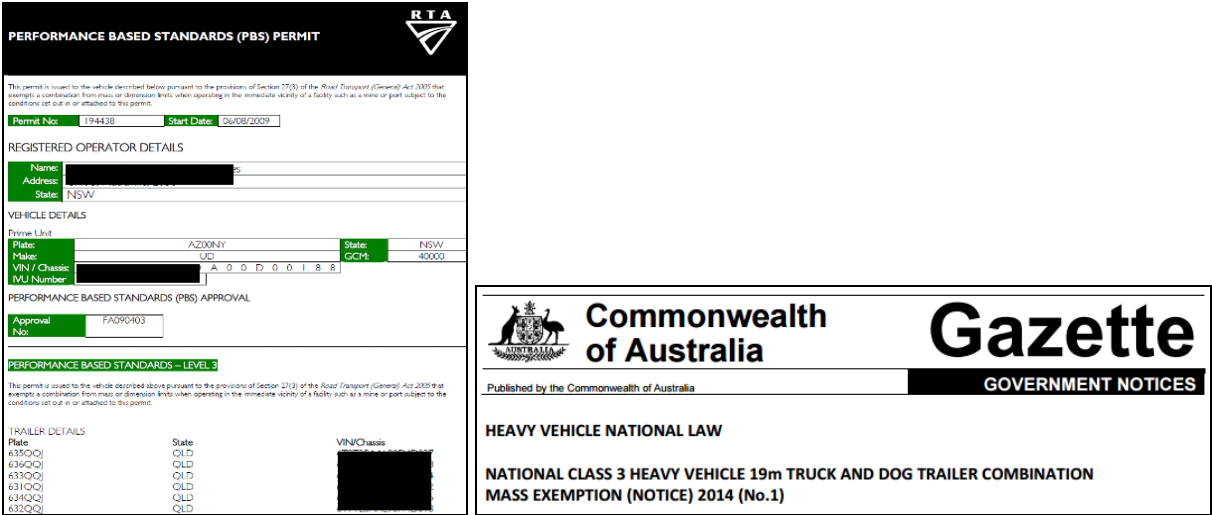 RTA
PERFORMANCE BASED STANDARDS (PBS) PERMIT
This permit is issued to the vehicle described below pursuant to the provisions of Section 27(3) of the Road Transport (General) Act 2005 that
exempts a combination from mass or dimension limits when operating in the immediate vicinity of a facility such as a mine or port subject to the
conditions set out in or attached to this permit.
Permit No: 194438 Start Date: 06/08/2009
REGISTERED OPERATOR DETAILS
Name:
Address:
State: NSW
VEHICLE DETAILS
Prime Unit
Plate: AZ00NY State: NSW
Make: UD GCM: 40000
VIN / Chassis: A 0 0 D 0 0 1 8 8
IVU Number
PERFORMANCE BASED STANDARDS (PBS) APPROVAL
Approval No: FA090403
PERFORMANCE BASED STANDARDS – LEVEL 3
This permit is issued to the vehicle described above pursuant to the provisions of Section 27(3) of the Road Transport (General) Act 2005 that
exempts a combination from mass or dimension limits when operating in the immediate vicinity of a facility such as a mine or port subject to the
conditions set out in or attached to this permit.
TRAILER DETAILS
Plate State VIN/Chassis
635QQJ QLD
636QQJ QLD
633QQJ QLD
631QQJ QLD
634QQJ QLD
632QQJ QLD
AUSTRALIA
Commonwealth
of Australia
Gazette
Published by the Commonwealth of Australia
GOVERNMENT NOTICES
HEAVY VEHICLE NATIONAL LAW
NATIONAL CLASS 3 HEAVY VEHICLE 19m TRUCK AND DOG TRAILER COMBINATION
MASS EXEMPTION (NOTICE) 2014 (No.1)